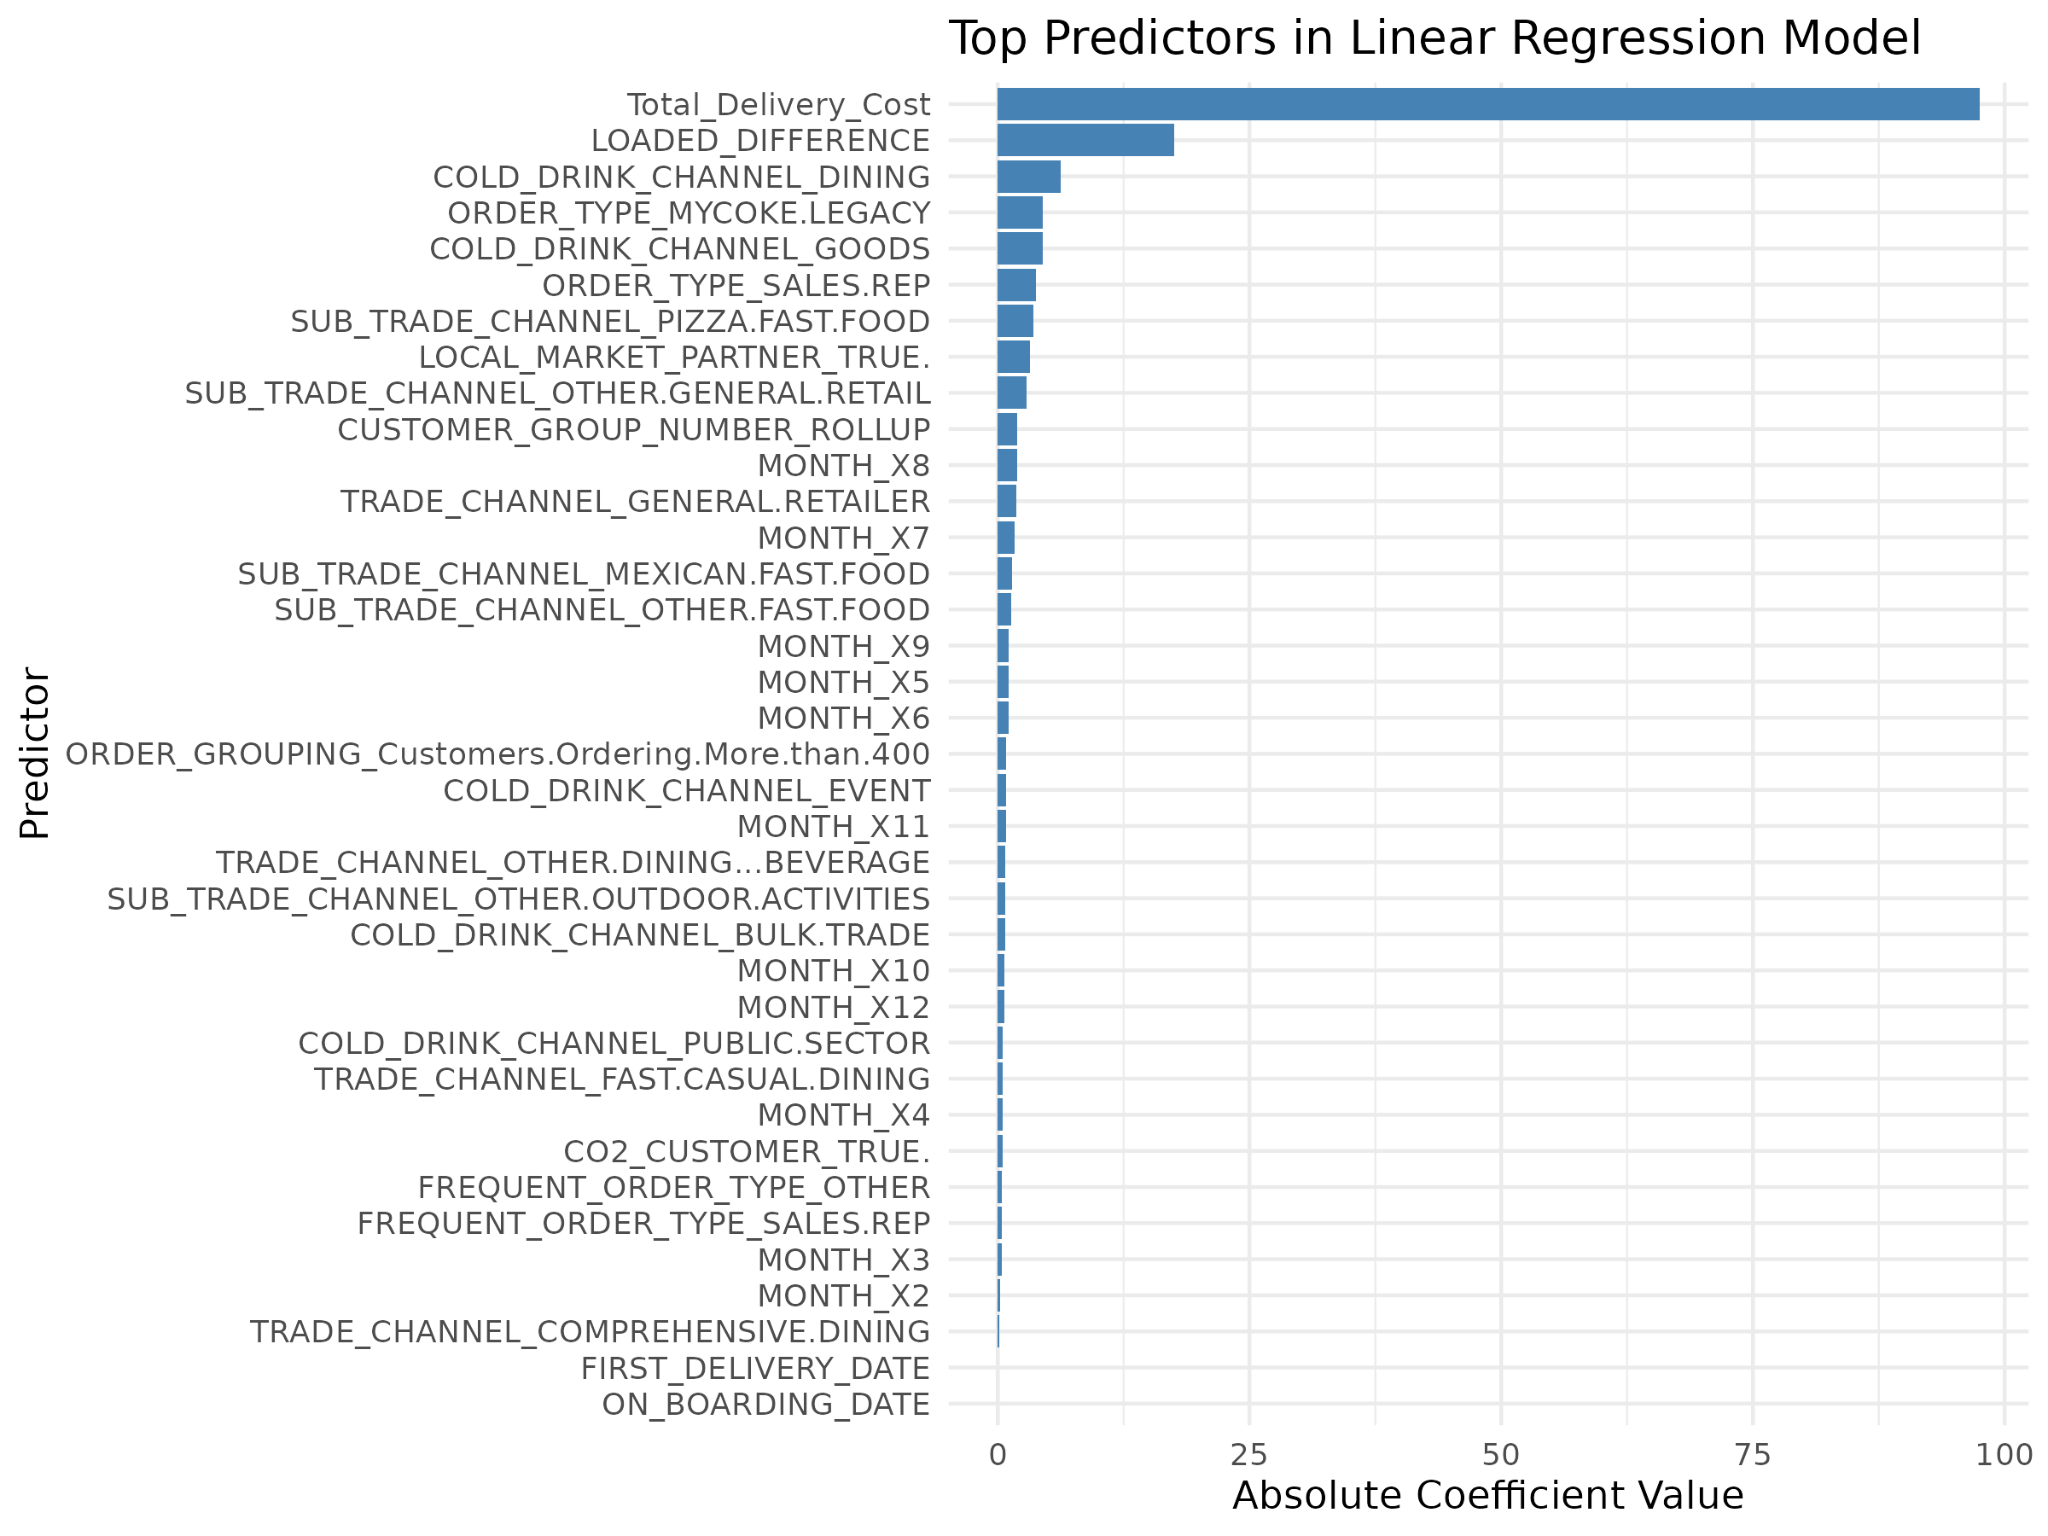 Top Predictors in Linear Regression Model
Total_Delivery_Cost
LOADED_DIFFERENCE
COLD_DRINK_CHANNEL_DINING
ORDER_TYPE_MYCOKE.LEGACY
COLD_DRINK_CHANNEL_GOODS
ORDER_TYPE_SALES.REP
SUB_TRADE_CHANNEL_PIZZA.FAST.FOOD
LOCAL_MARKET_PARTNER_TRUE.
SUB_TRADE_CHANNEL_OTHER.GENERAL.RETAIL
CUSTOMER_GROUP_NUMBER_ROLLUP
MONTH_X8
TRADE_CHANNEL_GENERAL.RETAILER
MONTH_X7
SUB_TRADE_CHANNEL_MEXICAN.FAST.FOOD
SUB_TRADE_CHANNEL_OTHER.FAST.FOOD
MONTH_X9
MONTH_X5
MONTH_X6
ORDER_GROUPING_Customers.Ordering.More.than.400
COLD_DRINK_CHANNEL_EVENT
MONTH_X11
TRADE_CHANNEL_OTHER.DINING...BEVERAGE
SUB_TRADE_CHANNEL_OTHER.OUTDOOR.ACTIVITIES
COLD_DRINK_CHANNEL_BULK.TRADE
MONTH_X10
MONTH_X12
COLD_DRINK_CHANNEL_PUBLIC.SECTOR
TRADE_CHANNEL_FAST.CASUAL.DINING
MONTH_X4
CO2_CUSTOMER_TRUE.
FREQUENT_ORDER_TYPE_OTHER
FREQUENT_ORDER_TYPE_SALES.REP
MONTH_X3
MONTH_X2
TRADE_CHANNEL_COMPREHENSIVE.DINING
FIRST_DELIVERY_DATE
ON_BOARDING_DATE
Predictor
0 25 50 75 100
Absolute Coefficient Value